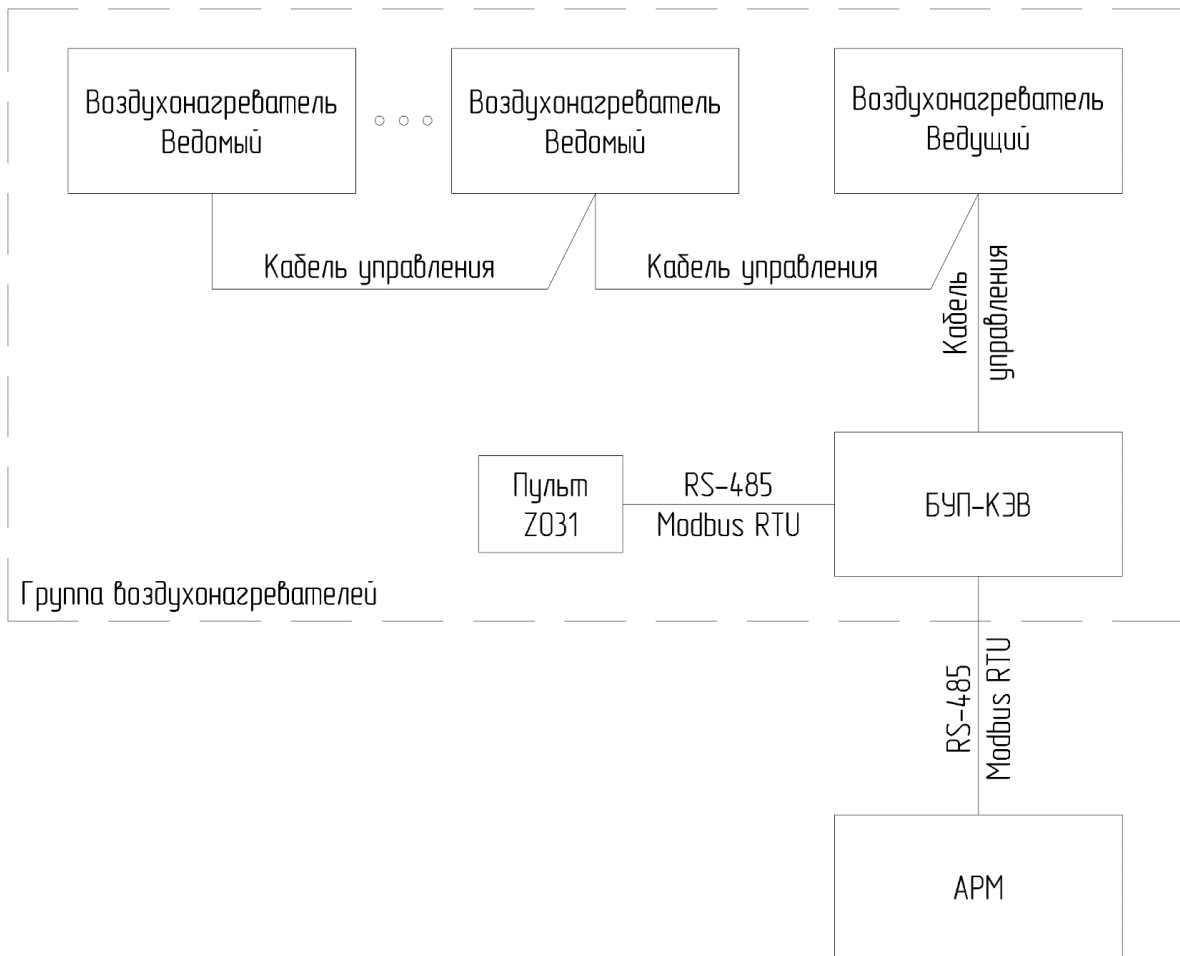 Воздухонагреватель
Ведомый
Воздухонагреватель
Ведомый
Воздухонагреватель
Ведущий
Кабель управления
Кабель управления
Кабель
управления
Пульт
Z031
RS-485
Modbus RTU
БУП-КЭВ
Группа воздухонагревателей
RS-485
Modbus RTU
АРМ